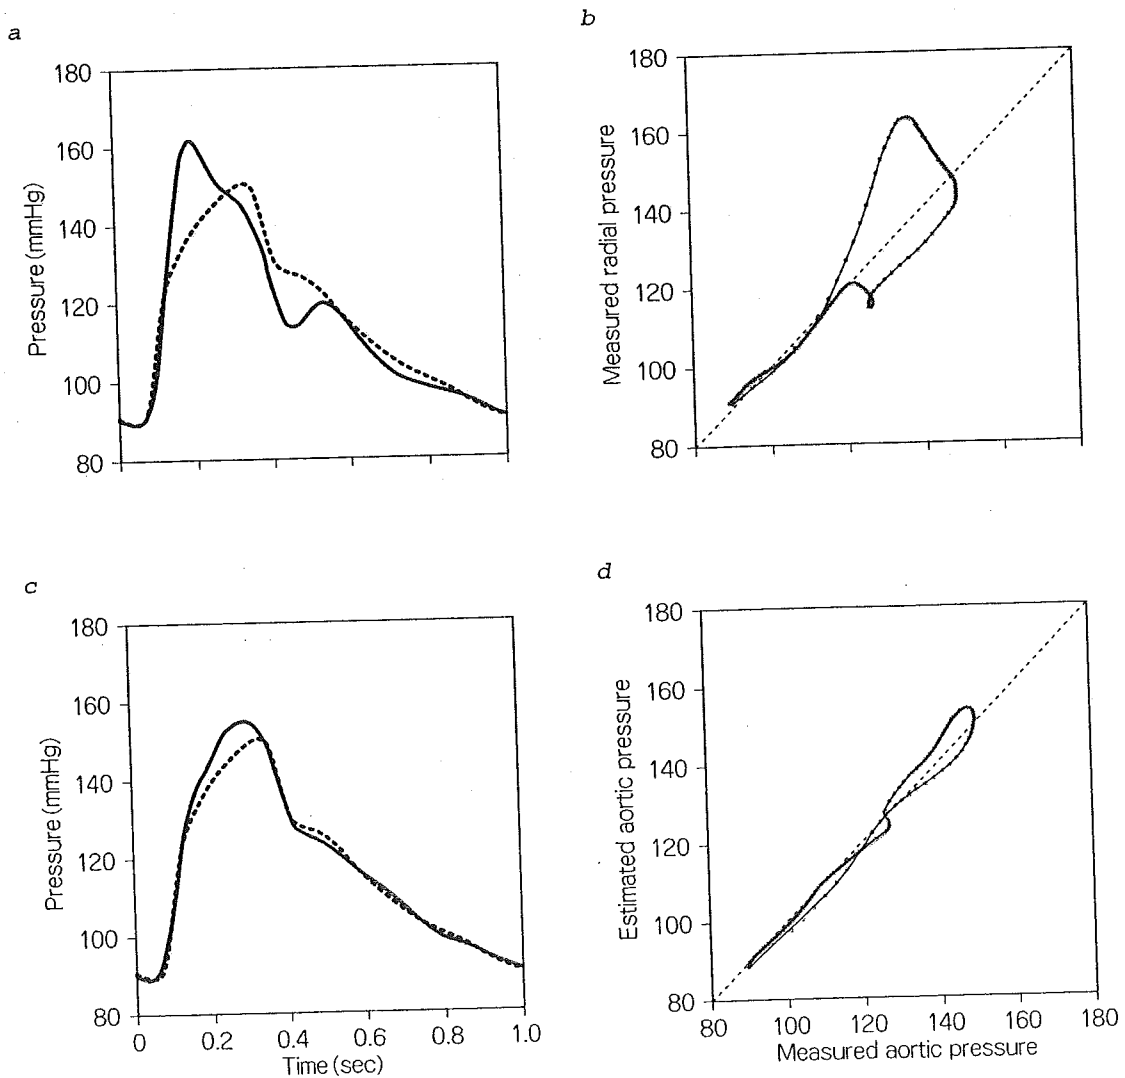 a
180
160
140
120
100
80
Pressure (mmHg)
b
180
160
140
120
100
80
Measured radial pressure
c
180
160
140
120
100
80
Pressure (mmHg)
0 0.2 0.4 0.6 0.8 1.0
Time (sec)
d
180
160
140
120
100
80
Estimated aortic pressure
80 100 120 140 160 180
Measured aortic pressure